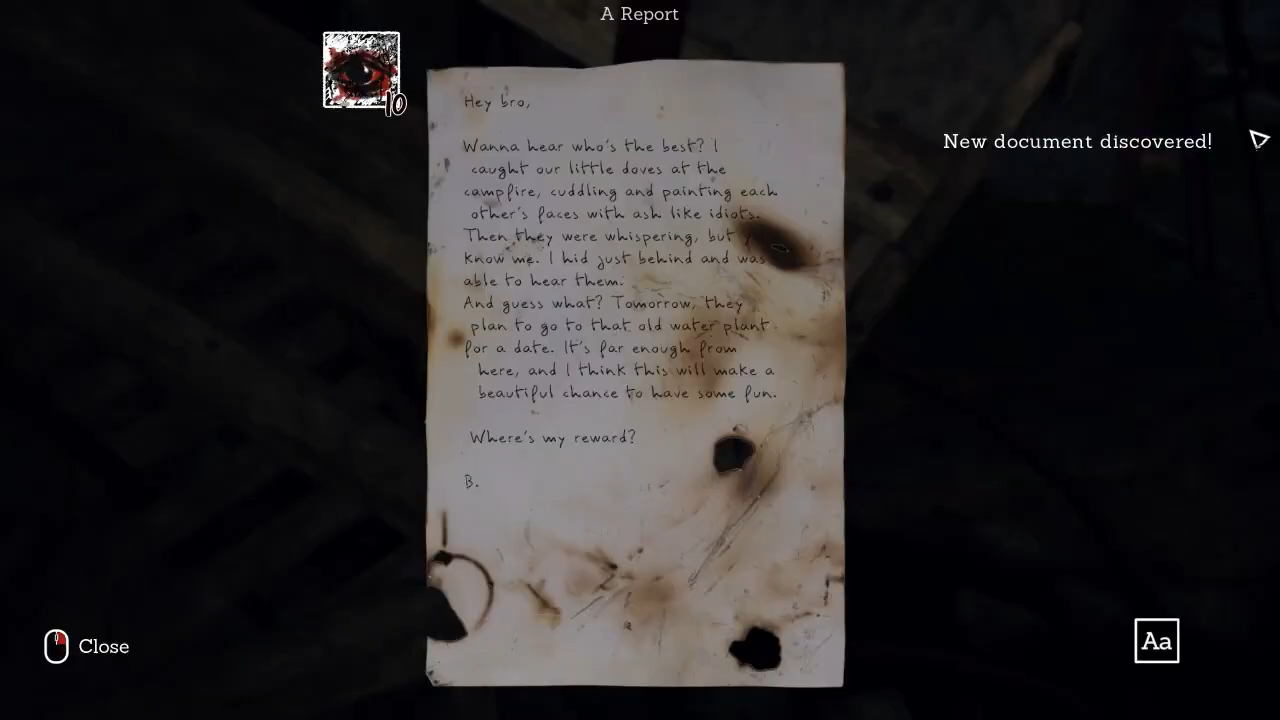 A Report
10
New document discovered!
Hey bro,
Wanna hear who's the best? I
caught our little doves at the
campfire, cuddling and painting each
other's faces with ash like idiots.
Then they were whispering, but I
know me. I hid just behind and was
able to hear them.
And guess what? Tomorrow, they
plan to go to that old water plant
for a date. It's far enough from
here, and I think this will make a
beautiful chance to have some fun.
Where's my reward?
B.
Close
Aa